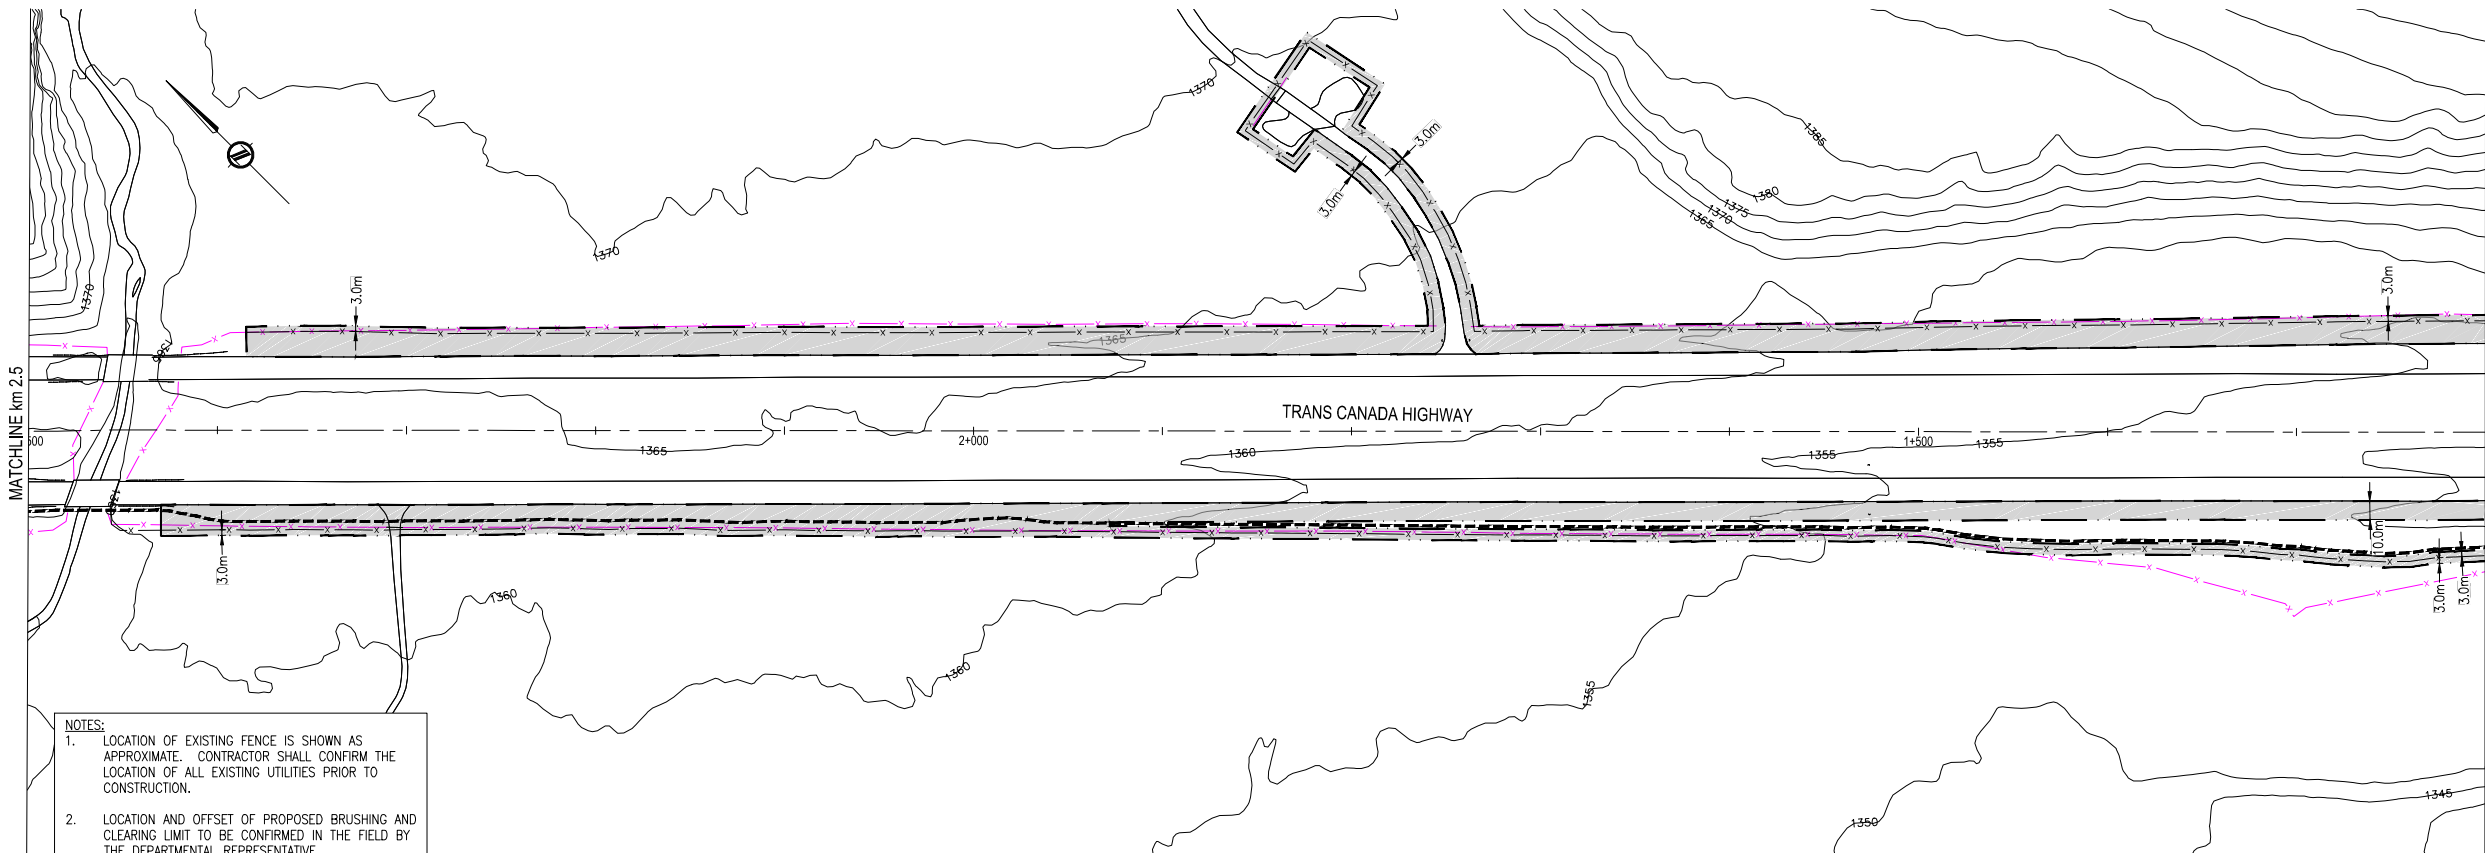 1370
1385
3.0m
1380
3.0m
1375
1370
1365
1370
1370
3.0m
3.0m
1365
1365
MATCHLINE km 2.5
TRANS CANADA HIGHWAY
2+000
1+500
1355
1365
1360
1355
10.0m
3.0m
3.0m
3.0m
1360
1360
1355
NOTES:
1. LOCATION OF EXISTING FENCE IS SHOWN AS
APPROXIMATE. CONTRACTOR SHALL CONFIRM THE
LOCATION OF ALL EXISTING UTILITIES PRIOR TO
CONSTRUCTION.
2. LOCATION AND OFFSET OF PROPOSED BRUSHING AND
CLEARING LIMIT TO BE CONFIRMED IN THE FIELD BY
THE DEPARTMENTAL REPRESENTATIVE
1345
1350